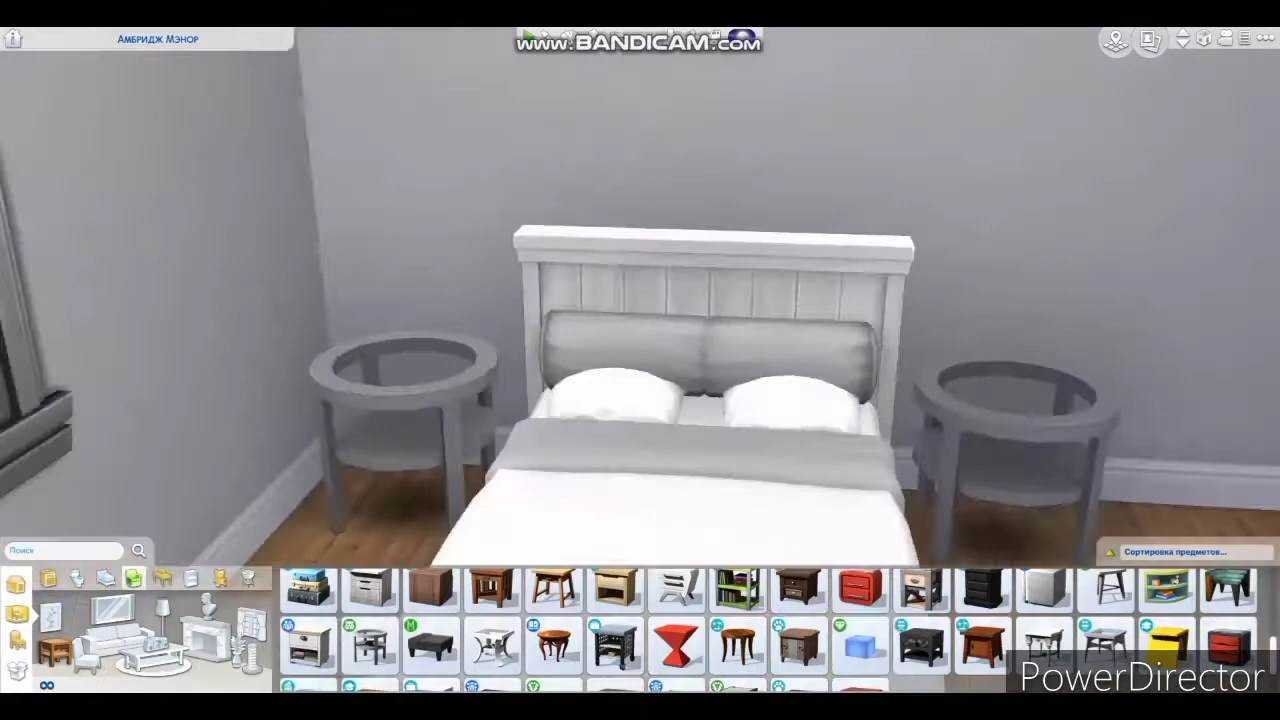 Амбридж Мэнор
www.BANDICAM.com
Поиск
Сортировка предметов...
PowerDirector